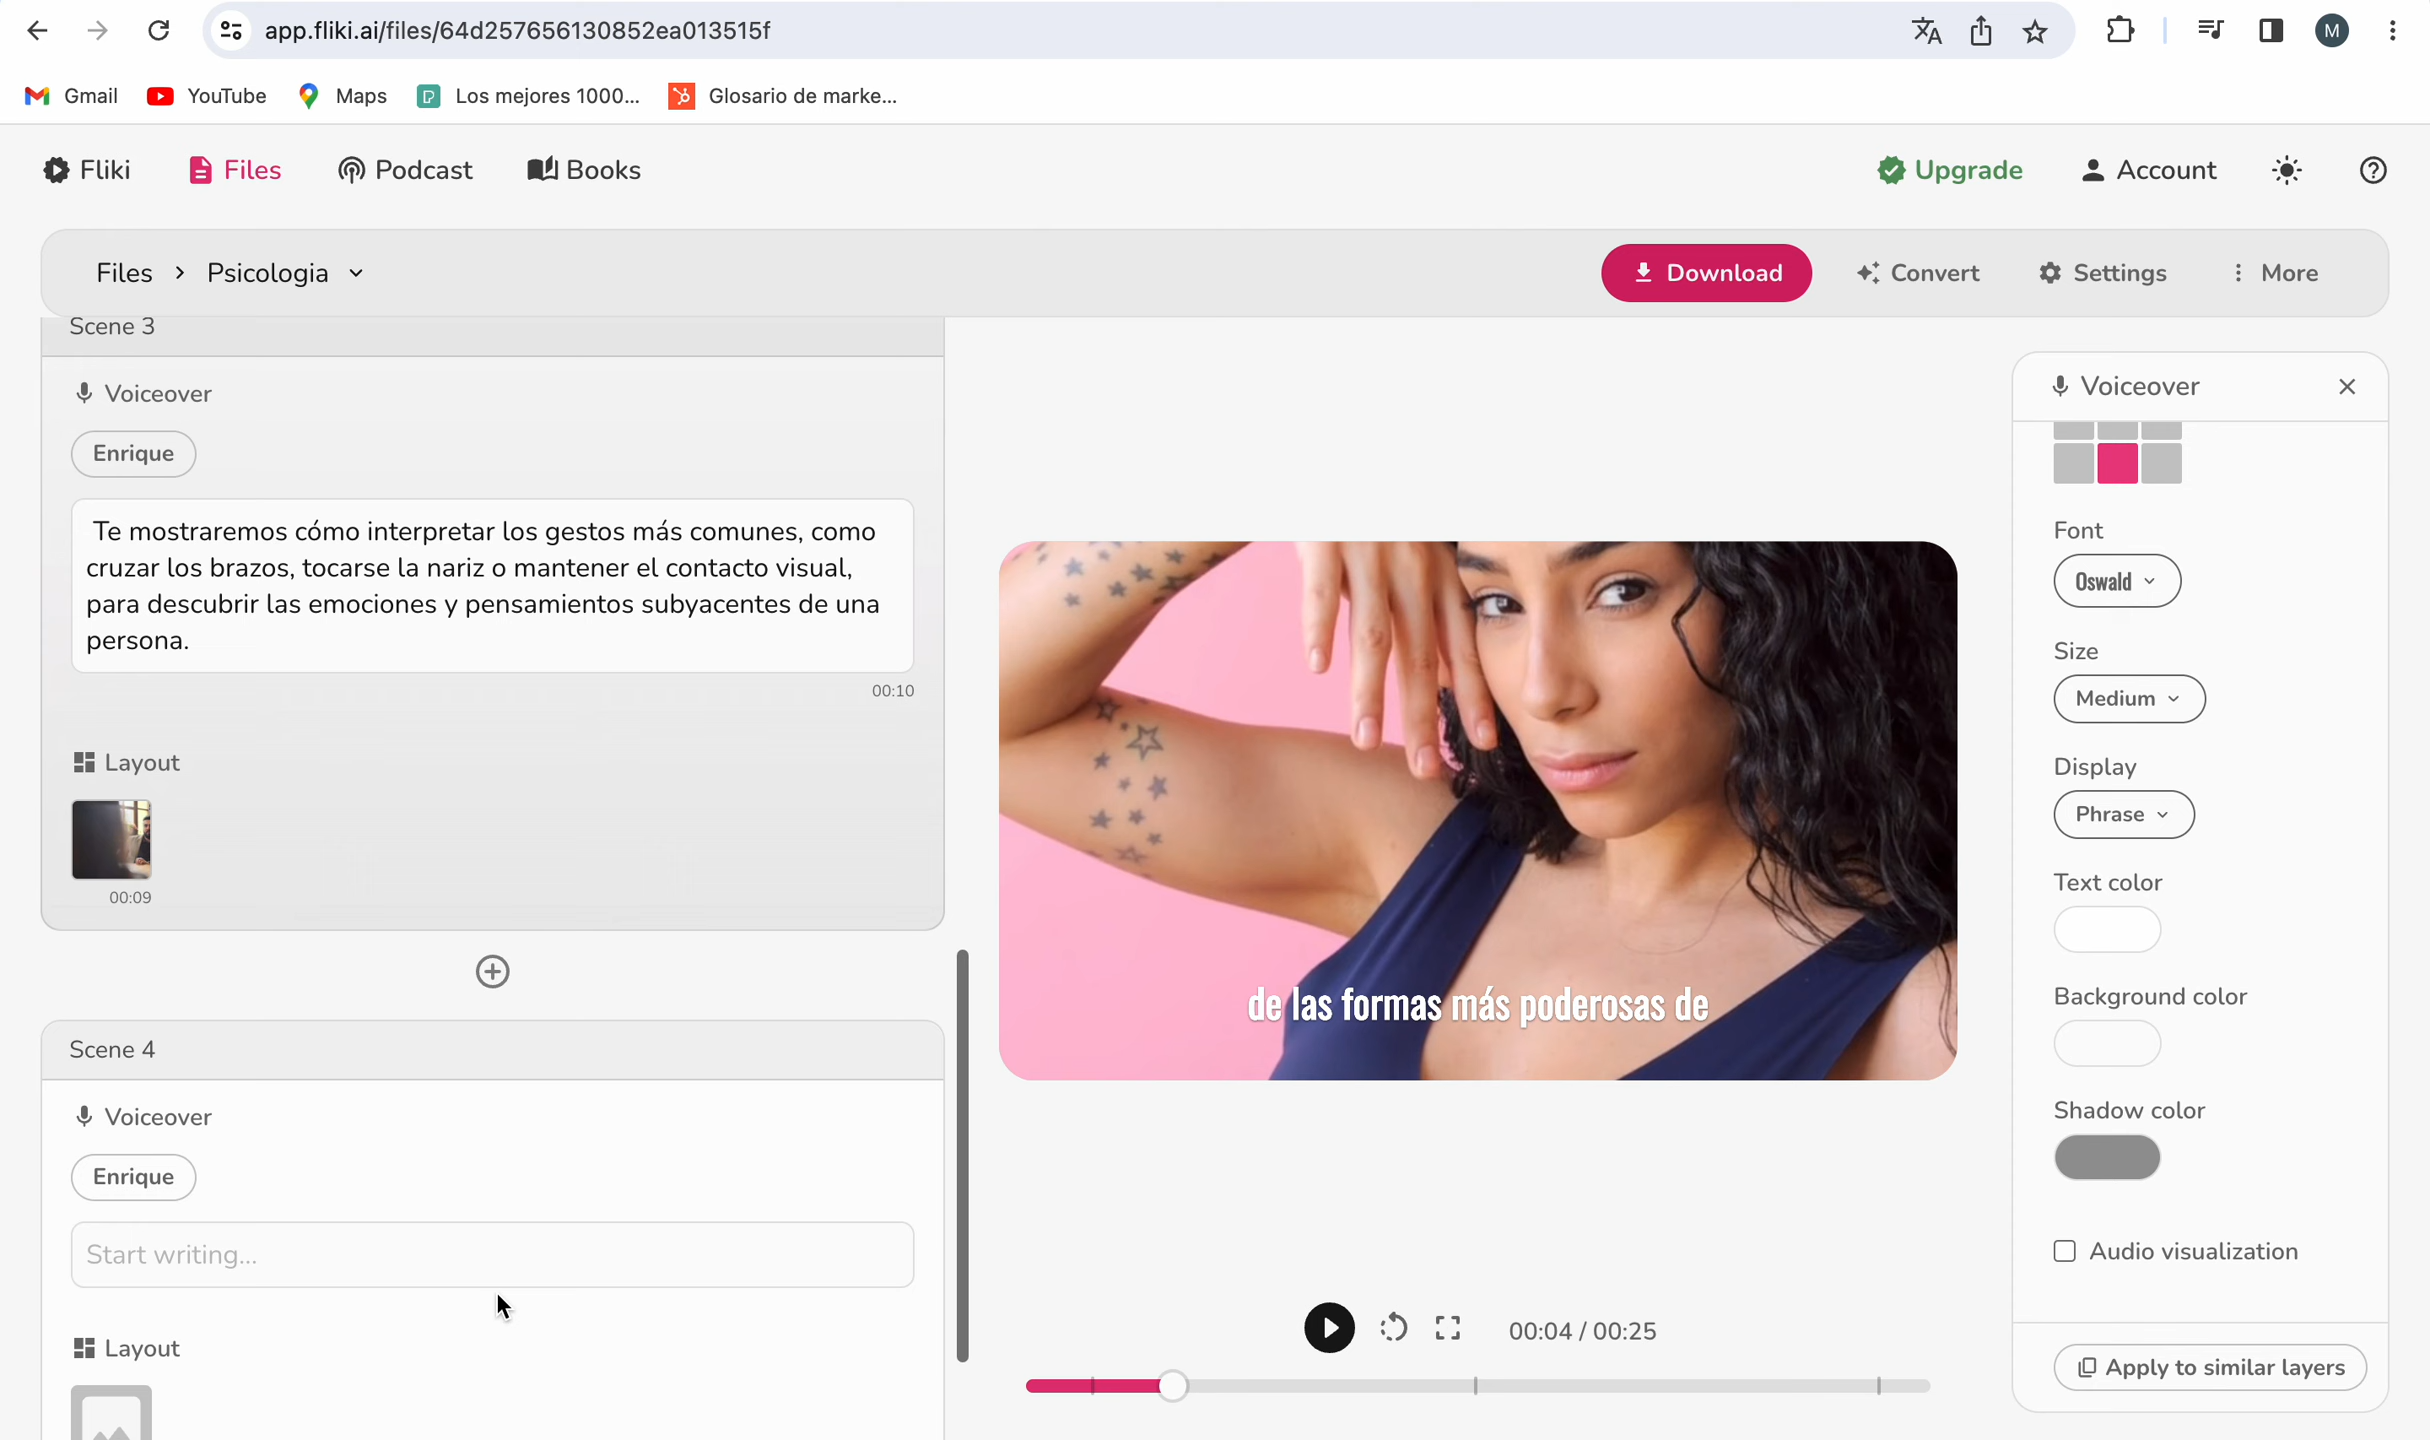 app.fliki.ai/files/64d257656130852ea013515f
M
Gmail
YouTube
Maps
Los mejores 1000...
Glosario de marke...
Fliki
Files
Podcast
Books
Upgrade
Account
Files > Psicologia
Download
Convert
Settings
More
Scene 3
Voiceover
Enrique
Te mostraremos cómo interpretar los gestos más comunes, como
cruzar los brazos, tocarse la nariz o mantener el contacto visual,
para descubrir las emociones y pensamientos subyacentes de una
persona.
00:10
Layout
00:09
Scene 4
Voiceover
Enrique
Start writing...
Layout
de las formas más poderosas de
00:04 / 00:25
Voiceover
Font
Oswald
Size
Medium
Display
Phrase
Text color
Background color
Shadow color
Audio visualization
Apply to similar layers